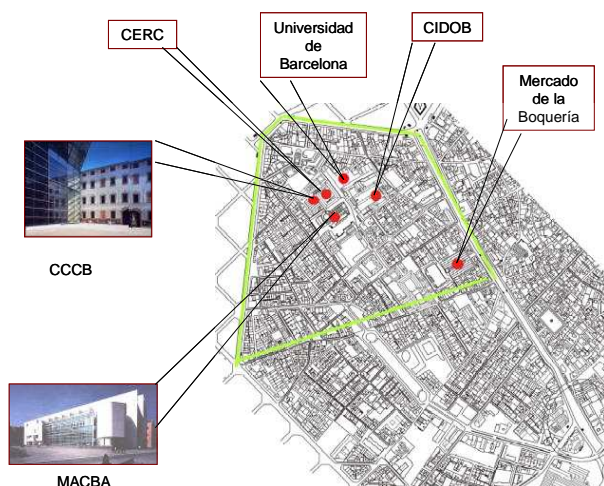 CERC
Universidad
de
Barcelona
CIDOB
Mercado
de la
Boquería
CCCB
MACBA